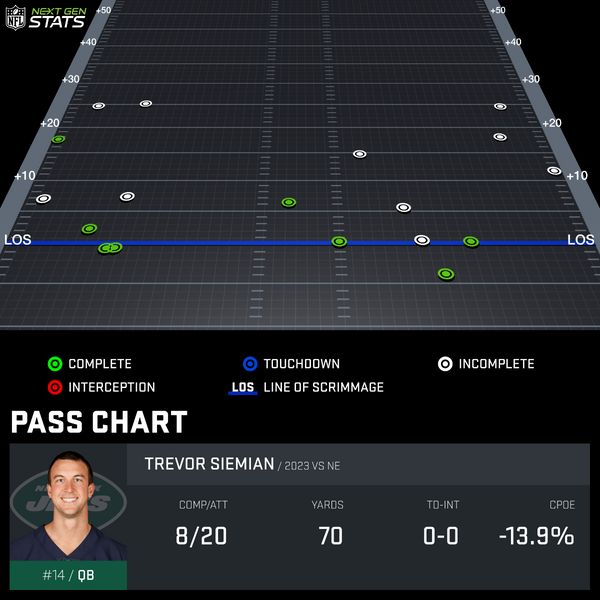 NFL NEXT GEN STATS
+50 +50
+40 +40
+30 +30
+20 +20
+10 +10
LOS LOS
COMPLETE TOUCHDOWN INCOMPLETE
INTERCEPTION LOS LINE OF SCRIMMAGE
PASS CHART
TREVOR SIEMIAN / 2023 VS NE
COMP/ATT YARDS TD-INT CPOE
8/20 70 0-0 -13.9%
#14 / QB